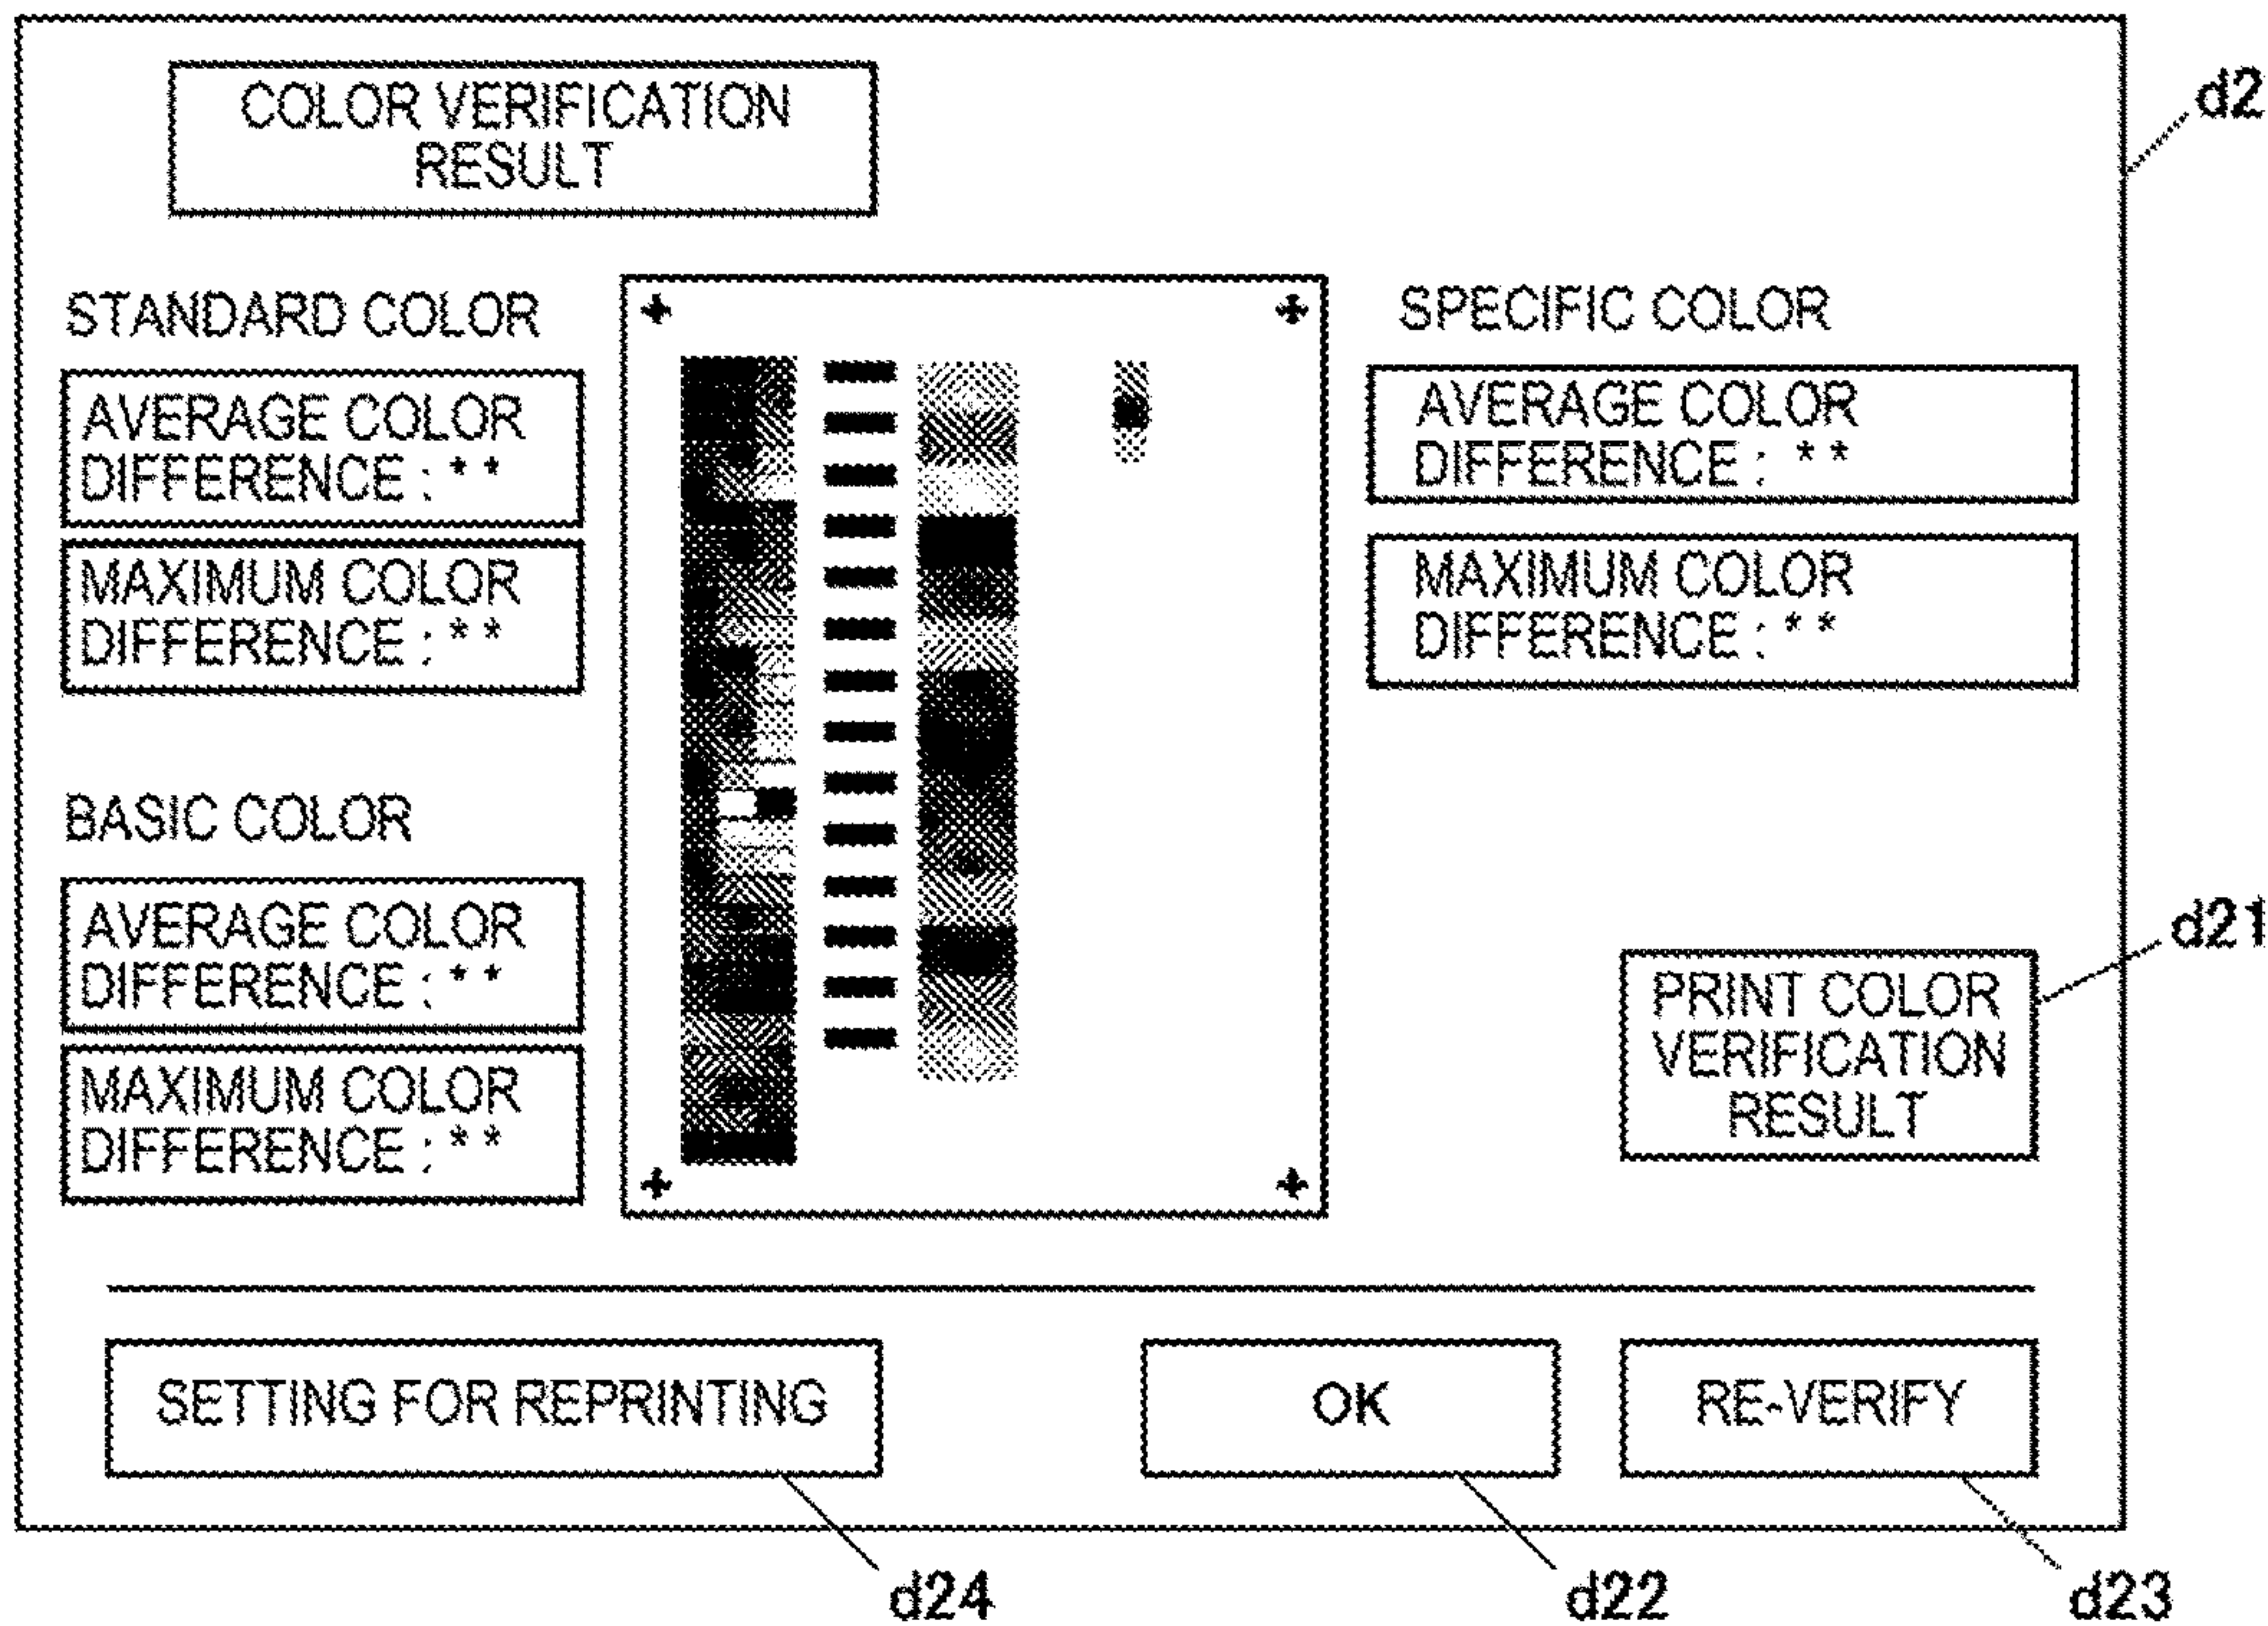 COLOR VERIFICATION
RESULT
d2
STANDARD COLOR
AVERAGE COLOR
DIFFERENCE : * *
MAXIMUM COLOR
DIFFERENCE : * *
BASIC COLOR
AVERAGE COLOR
DIFFERENCE : * *
MAXIMUM COLOR
DIFFERENCE : * *
SPECIFIC COLOR
AVERAGE COLOR
DIFFERENCE : * *
MAXIMUM COLOR
DIFFERENCE : * *
d21
PRINT COLOR
VERIFICATION
RESULT
SETTING FOR REPRINTING
OK
RE-VERIFY
d24
d22
d23